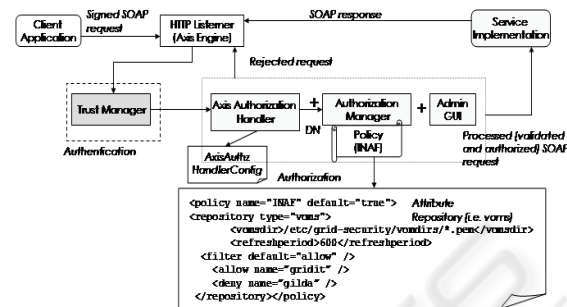 Client
Application
Signed SOAP
request
HTTP Listener
(Axis Engine)
SOAP response
Service
Implementation
Rejected request
Trust Manager
Authentication
Axis Authorization
Handler
+
DN
Authorization
Manager
Policy
(INAF)
+
Admin
GUI
AxisAuthz
HandlerConfig
Authorization
Processed (validated
and authorized) SOAP
request
<policy name="INAF" default="true">
Attribute
Repository (i.e. voms)
<repository type="voms">
<vomsdir>/etc/grid-security/vomdirs/*.pem</vomsdir>
<refreshperiod>600</refreshperiod>
<filter default="allow" />
<allow name="gridit" />
<deny name="gilda" />
</repository></policy>